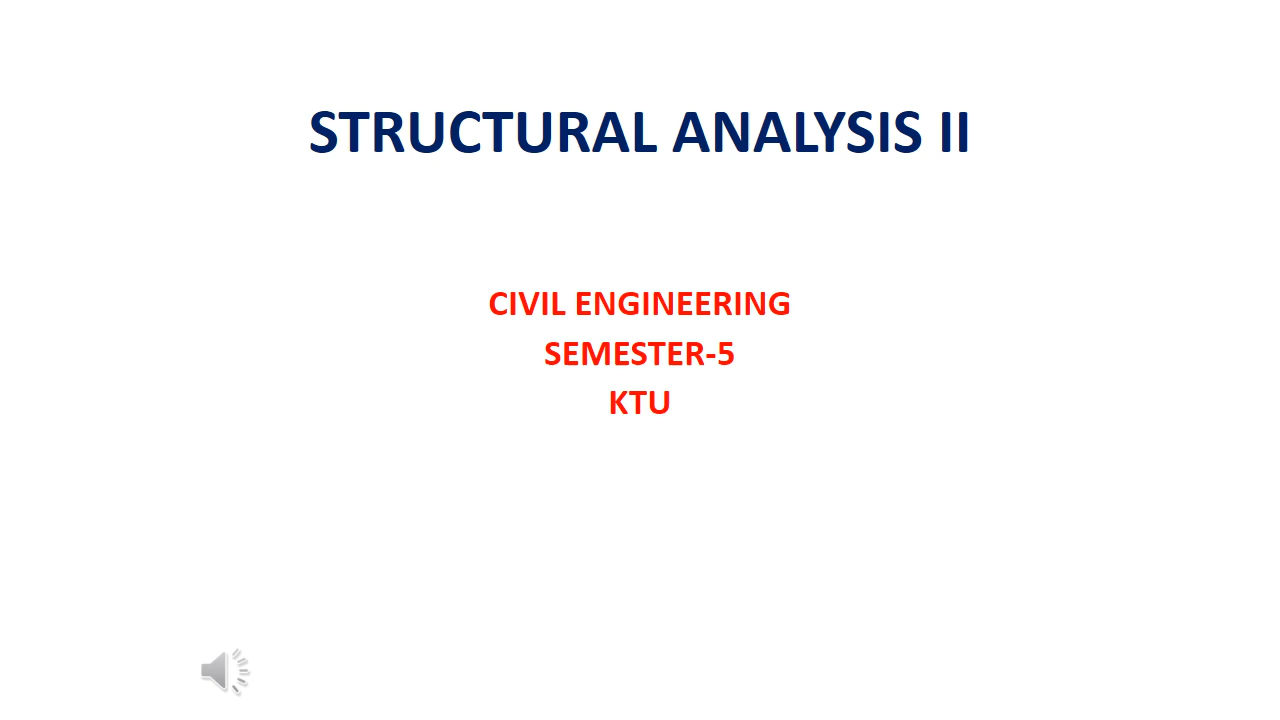 STRUCTURAL ANALYSIS II
CIVIL ENGINEERING
SEMESTER-5
KTU